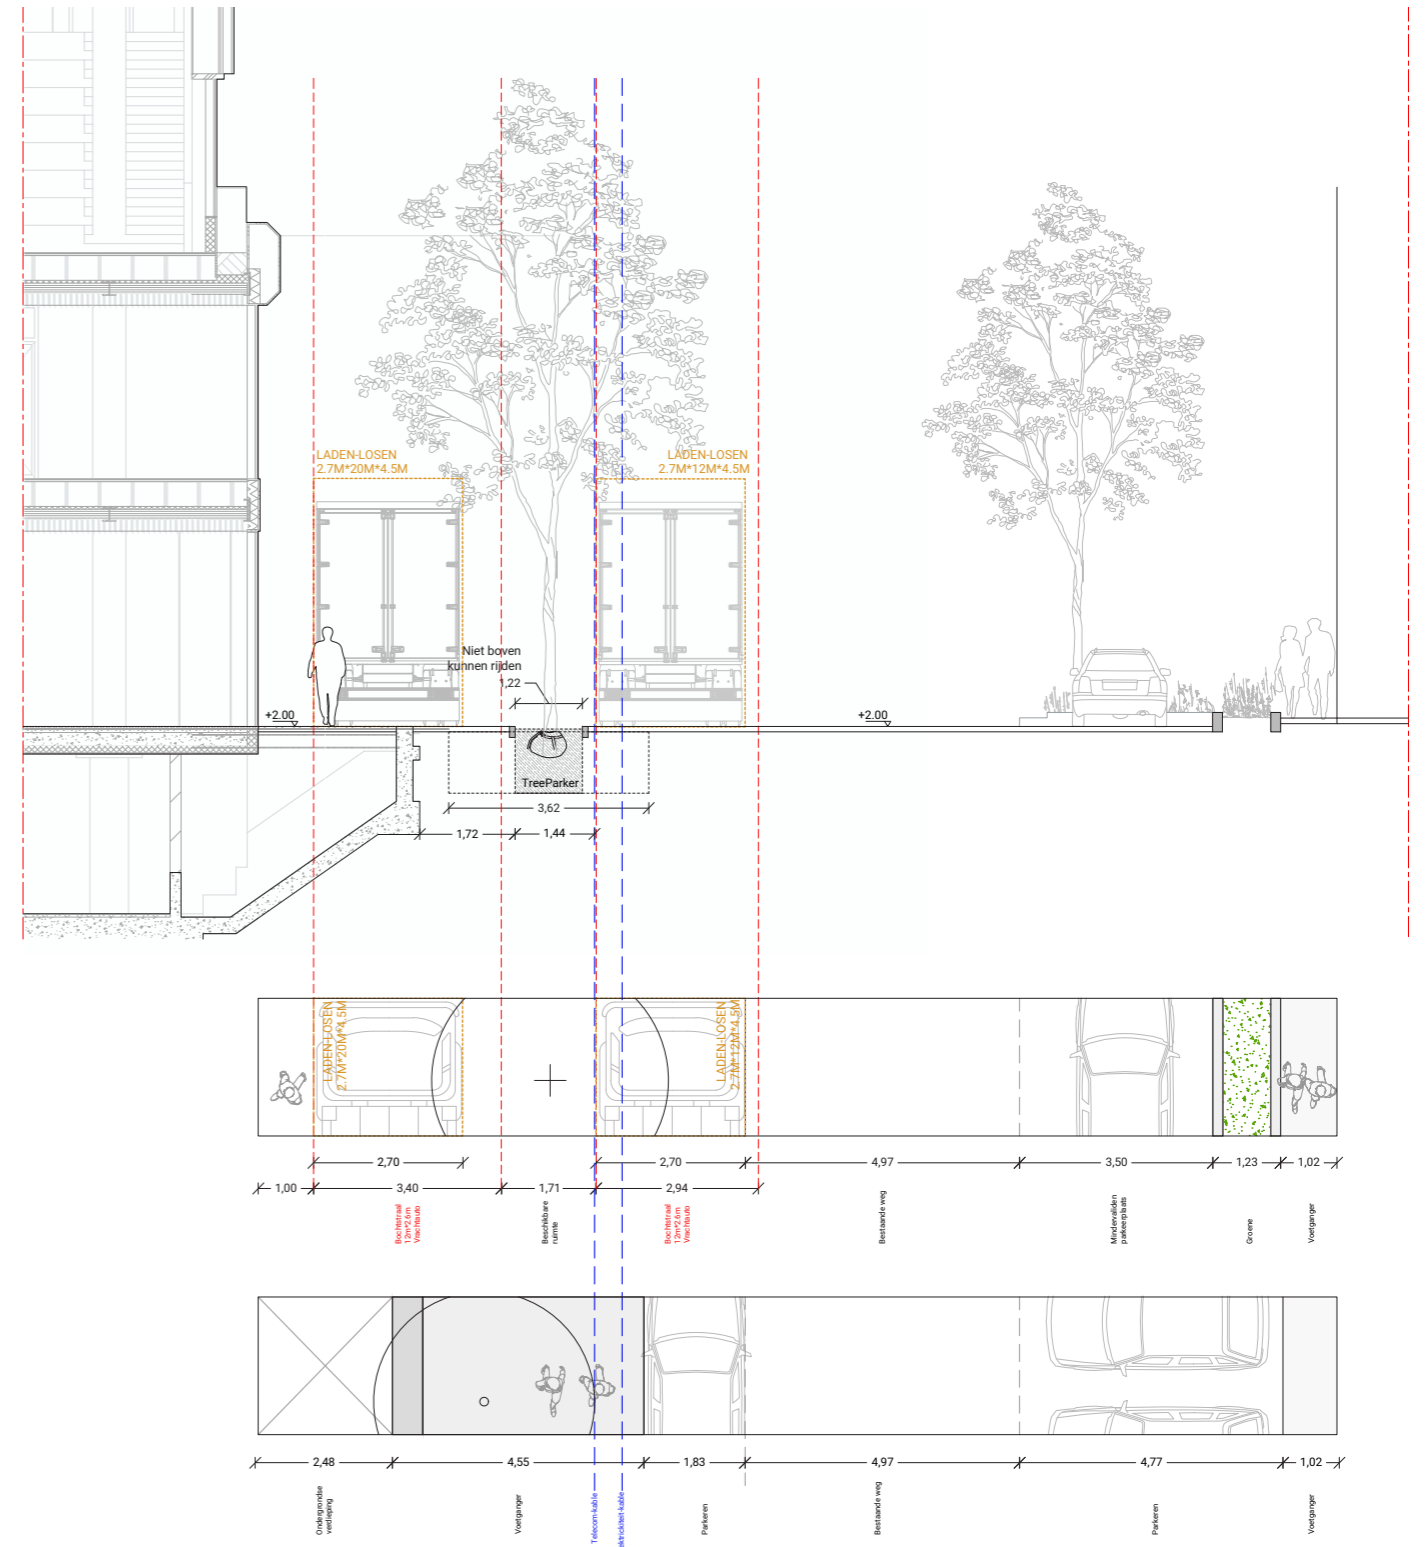 LADEN-LOSEN
2.7M*20M*4.5M
LADEN-LOSEN
2.7M*12M*4.5M
Niet boven
kunnen rijden
1,22
+2.00
+2.00
TreeParker
3,62
1,72
1,44
LADEN-LOSEN
2.7M*20M*4.5M
LADEN-LOSEN
2.7M*12M*4.5M
2,70
2,70
4,97
3,50
1,23
1,02
1,00
3,40
1,71
2,94
Bochtstraal
12m*2.6m
Vrachtauto
Beschikbare
ruimte
Bochtstraal
12m*2.6m
Vrachtauto
Bestaande weg
Mindervaliden
parkeerplaats
Groene
Voetganger
2,48
4,55
1,83
4,97
4,77
1,02
Ondergrondse
verdieping
Voetganger
Telecom-kable
ektrickiteit-kable
Parkeren
Bestaande weg
Parkeren
Voetganger